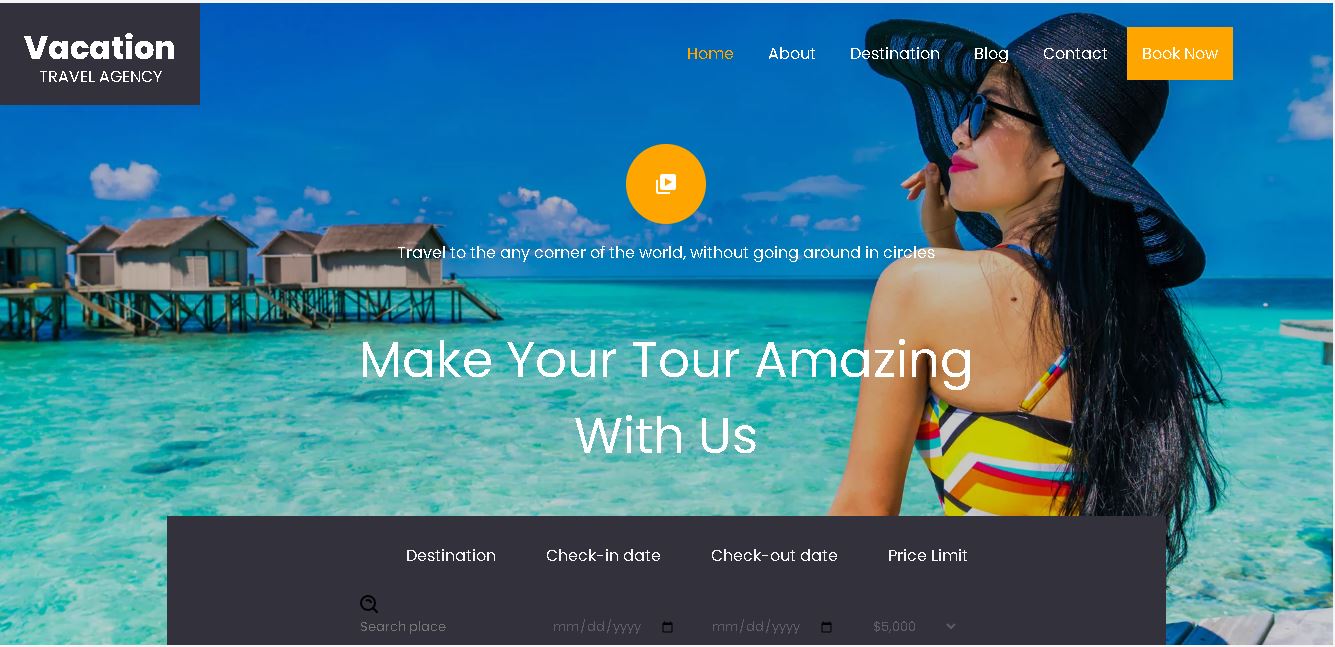 Vacation
TRAVEL AGENCY
Home About Destination Blog Contact Book Now
Travel to the any corner of the world, without going around in circles
Make Your Tour Amazing
With Us
Destination Check-in date Check-out date Price Limit
Search place mm/dd/yyyy mm/dd/yyyy $5,000